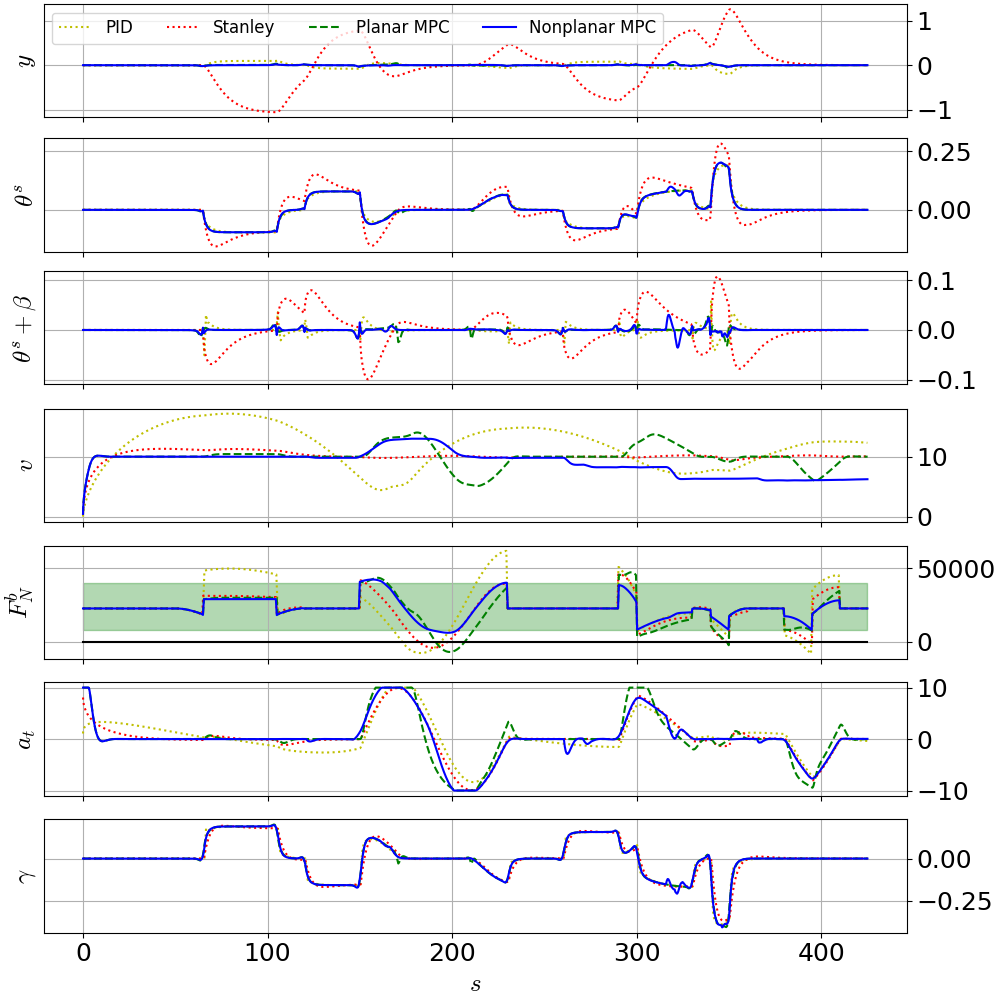 PID Stanley Planar MPC Nonplanar MPC
y
1
0
−1
θ^s
0.25
0.00
θ^s + β
0.1
0.0
−0.1
v
10
0
F_N^b
50000
0
a_t
10
0
−10
γ
0.00
−0.25
0 100 200 300 400
s